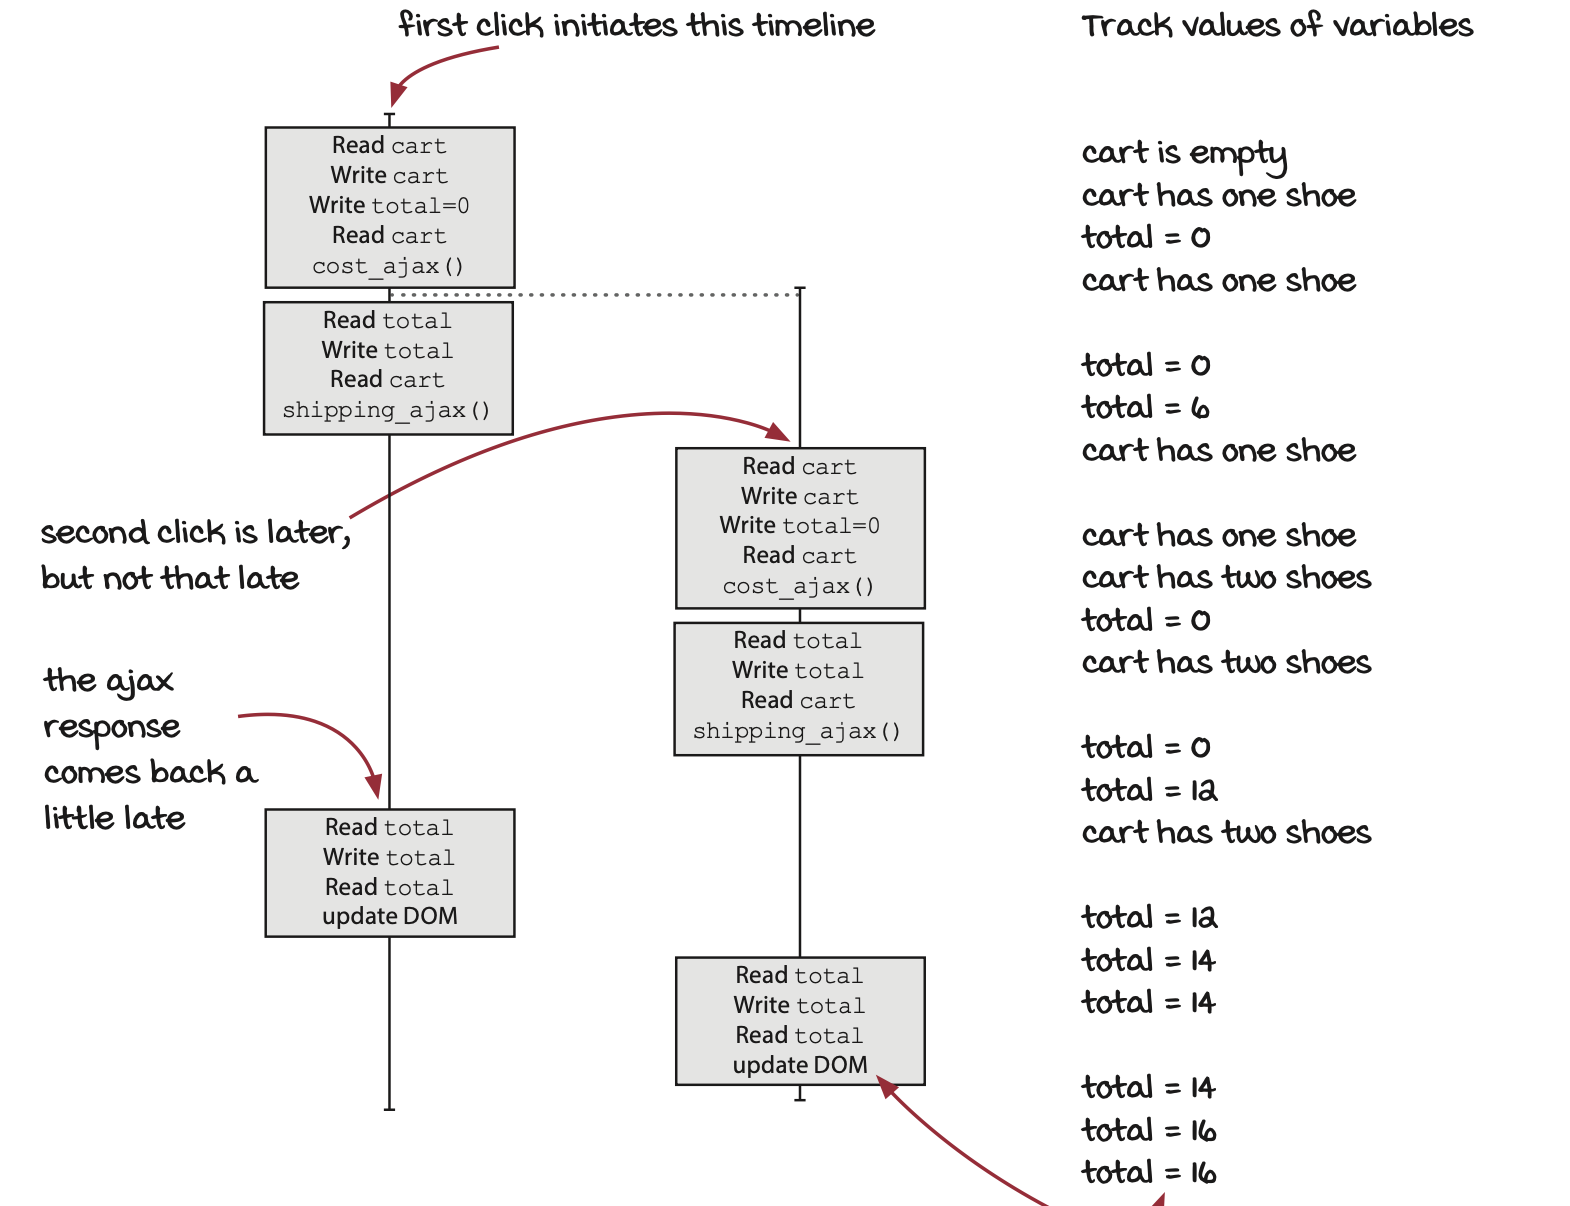 first click initiates this timeline
Track values of variables
Read cart
Write cart
Write total=0
Read cart
cost_ajax()
Read total
Write total
Read cart
shipping_ajax()
second click is later,
but not that late
Read cart
Write cart
Write total=0
Read cart
cost_ajax()
Read total
Write total
Read cart
shipping_ajax()
the ajax
response
comes back a
little late
Read total
Write total
Read total
update DOM
Read total
Write total
Read total
update DOM
cart is empty
cart has one shoe
total = 0
cart has one shoe
total = 0
total = 6
cart has one shoe
cart has one shoe
cart has two shoes
total = 0
cart has two shoes
total = 0
total = 12
cart has two shoes
total = 12
total = 14
total = 14
total = 14
total = 16
total = 16